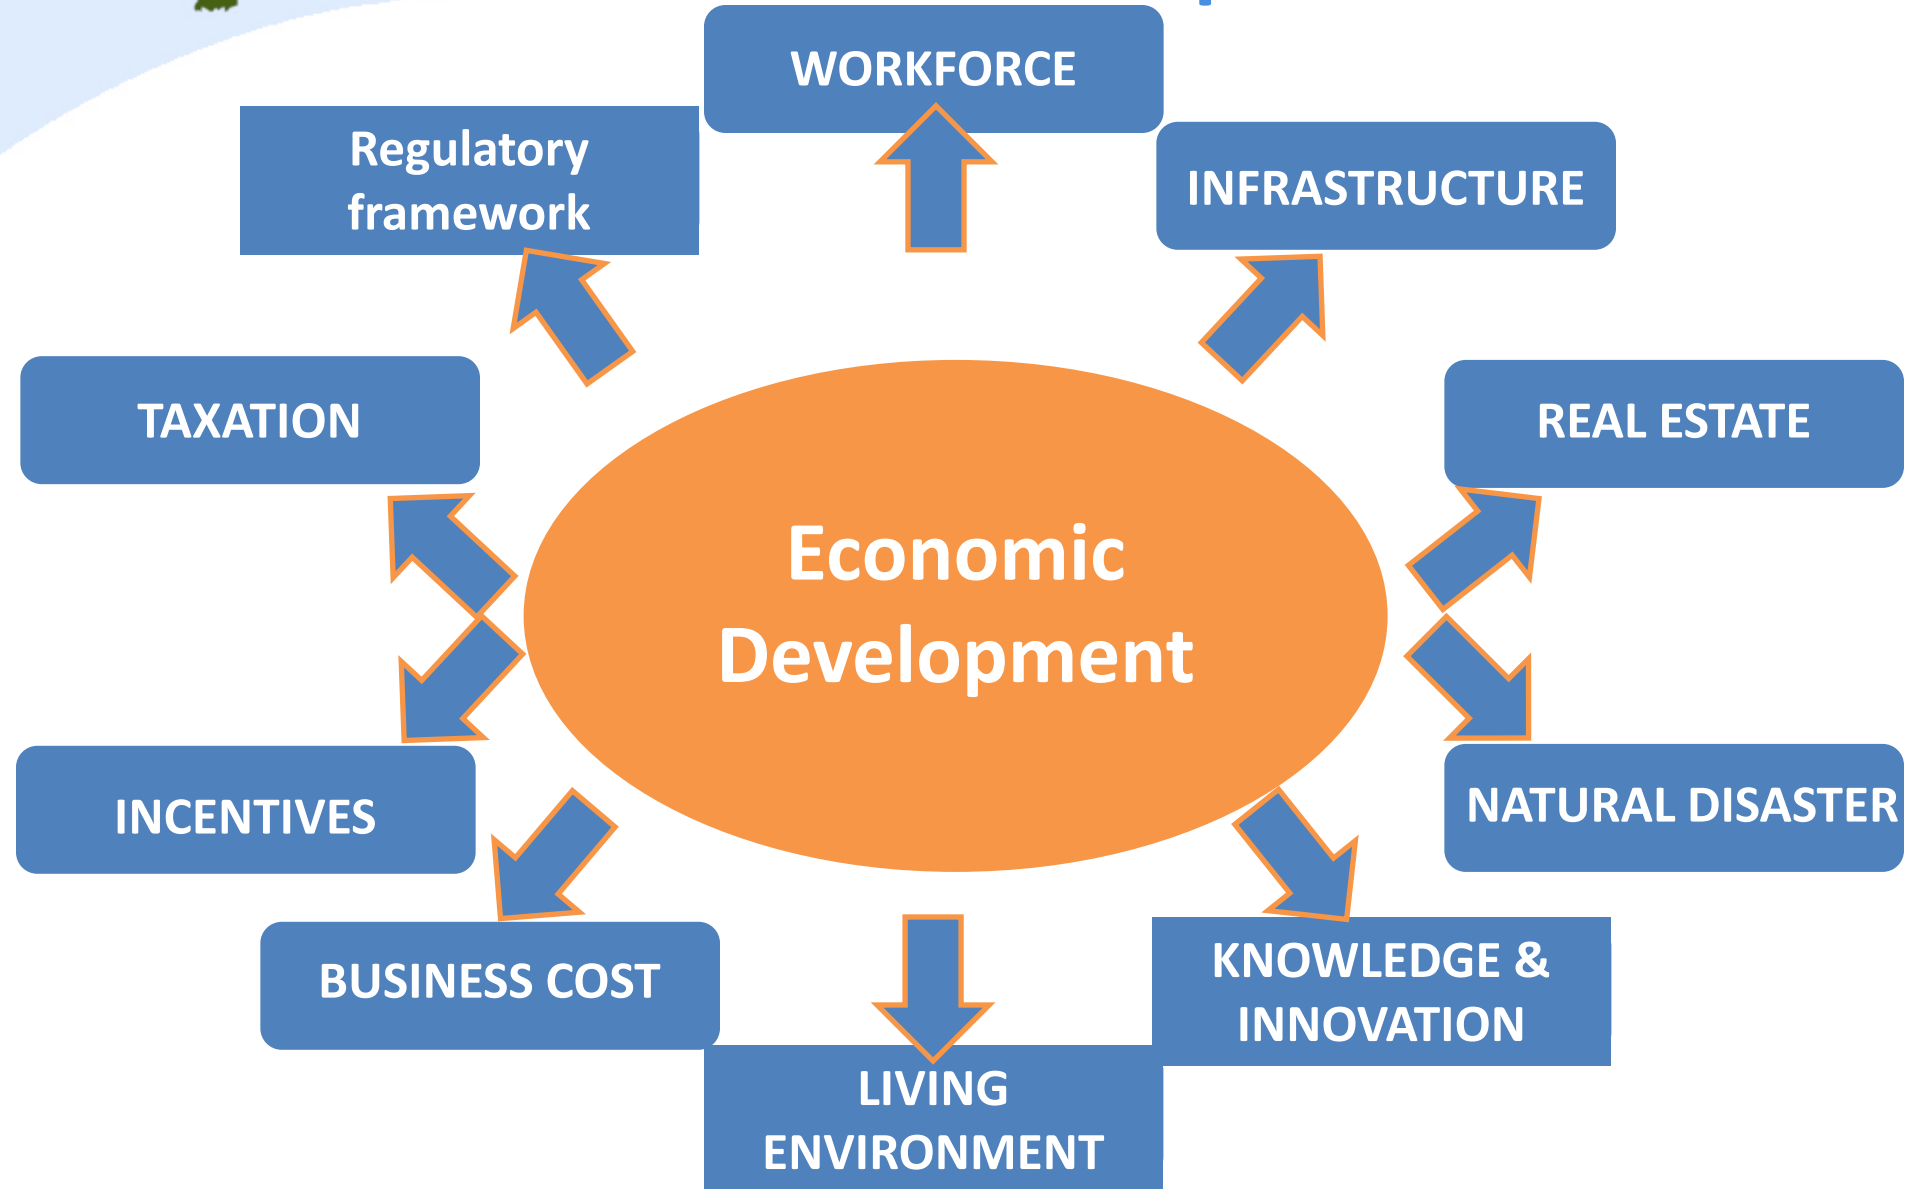 WORKFORCE
Regulatory
framework
INFRASTRUCTURE
TAXATION
REAL ESTATE
Economic
Development
INCENTIVES
NATURAL DISASTER
BUSINESS COST
KNOWLEDGE &
INNOVATION
LIVING
ENVIRONMENT